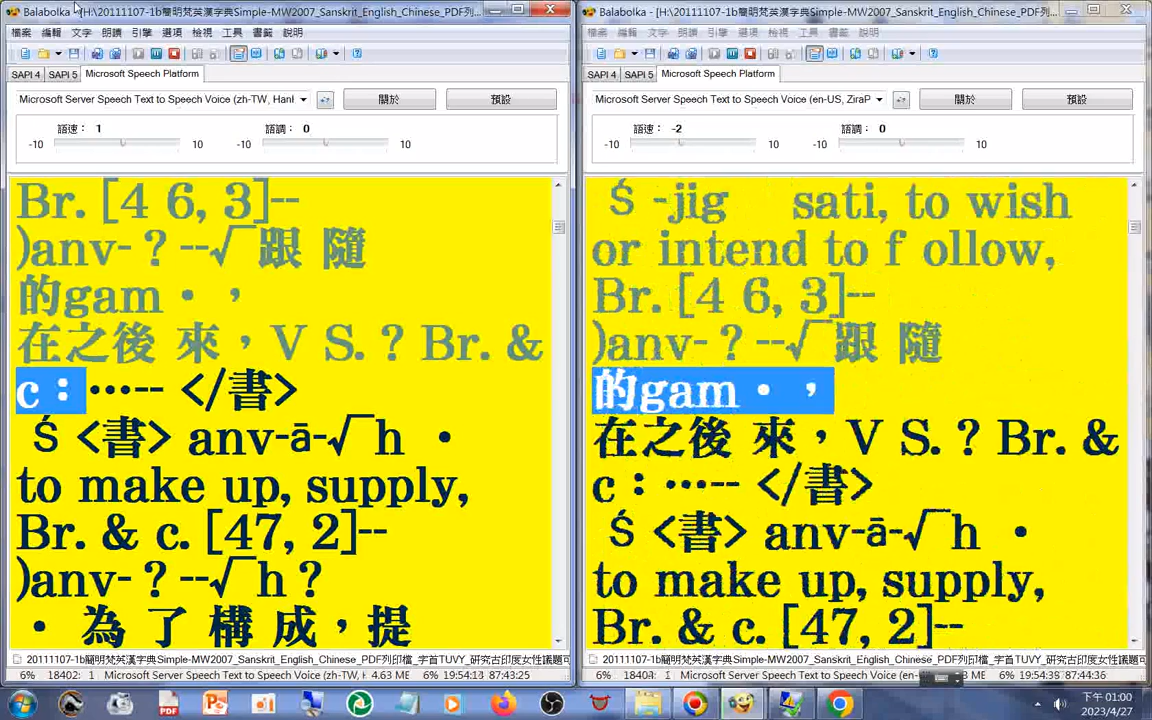 Balabolka - [H:\20111107-1b簡明梵英漢字典Simple-MW2007_Sanskrit_English_Chinese_PDF列...
檔案 編輯 文字 朗讀 引擎 選項 檢視 工具 書籤 說明
SAPI 4 SAPI 5 Microsoft Speech Platform
Microsoft Server Speech Text to Speech Voice (zh-TW, Hanl 關於 預設
語速： 1 語調： 0
-10 10 -10 10
Br. [4 6, 3]--
)anv- ? --√ 跟 隨
的gam • ，
在之後 來，V S. ? Br. &
c：…-- </書>
Ś <書> anv-ā-√ h •
to make up, supply,
Br. & c. [47, 2]--
)anv- ? --√ h ?
• 為 了 構 成，提
20111107-1b簡明梵英漢字典Simple-MW2007_Sanskrit_English_Chinese_PDF列印檔_字首TUVY_研究古印度女性議題可
6% 18402: 1 Microsoft Speech Text to Speech Voice (zh-TW, H 4.63 ME 6% 19:54:13 87:43:25
Balabolka - [H:\20111107-1b簡明梵英漢字典Simple-MW2007_Sanskrit_English_Chinese_PDF列印...
檔案 編輯 文字 朗讀 引擎 選項 檢視 工具 書籤 說明
SAPI 4 SAPI 5 Microsoft Speech Platform
Microsoft Server Speech Text to Speech Voice (en-US, ZiraP 關於 預設
語速： -2 語調： 0
-10 10 -10 10
Ś -jig sati, to wish
or intend to f ollow,
Br. [4 6, 3]--
)anv- ? --√ 跟 隨
的gam • ，
在之後 來，V S. ? Br. &
c：…-- </書>
Ś <書> anv-ā-√ h •
to make up, supply,
Br. & c. [47, 2]--
20111107-1b簡明梵英漢字典Simple-MW2007_Sanskrit_English_Chinese_PDF列印檔_字首TUVY_研究古印度女性議題可
6% 18404: 1 Microsoft Server Speech Text to Speech Voice (en-US, 4.63 ME 6% 19:54:38 87:44:36
下午 01:00
2023/4/27